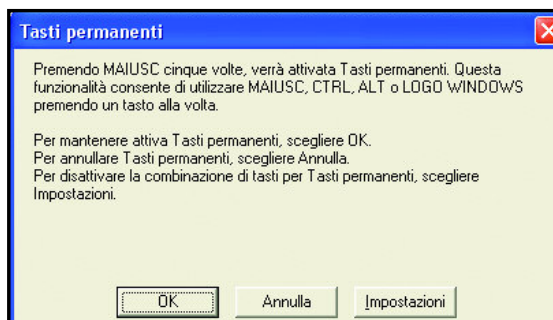 Tasti permanenti
Premendo MAIUSC cinque volte, verrà attivata Tasti permanenti. Questa
funzionalità consente di utilizzare MAIUSC, CTRL, ALT o LOGO WINDOWS
premendo un tasto alla volta.
Per mantenere attiva Tasti permanenti, scegliere OK.
Per annullare Tasti permanenti, scegliere Annulla.
Per disattivare la combinazione di tasti per Tasti permanenti, scegliere
Impostazioni.
OK Annulla Impostazioni